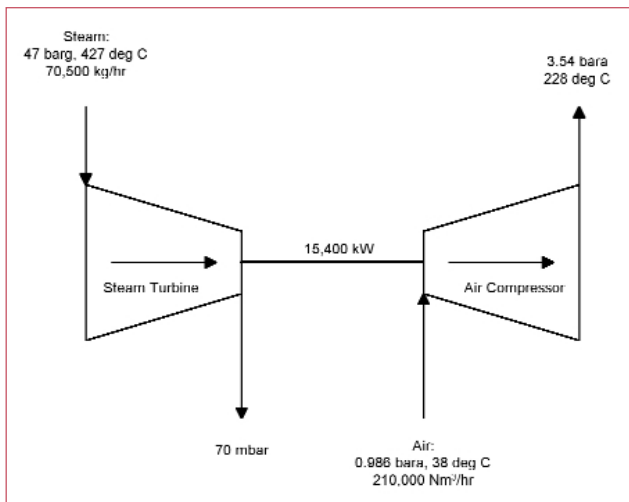 Steam:
47 barg, 427 deg C
70,500 kg/hr
3.54 bara
228 deg C
15,400 kW
Steam Turbine
Air Compressor
70 mbar
Air:
0.986 bara, 38 deg C
210,000 Nm³/hr